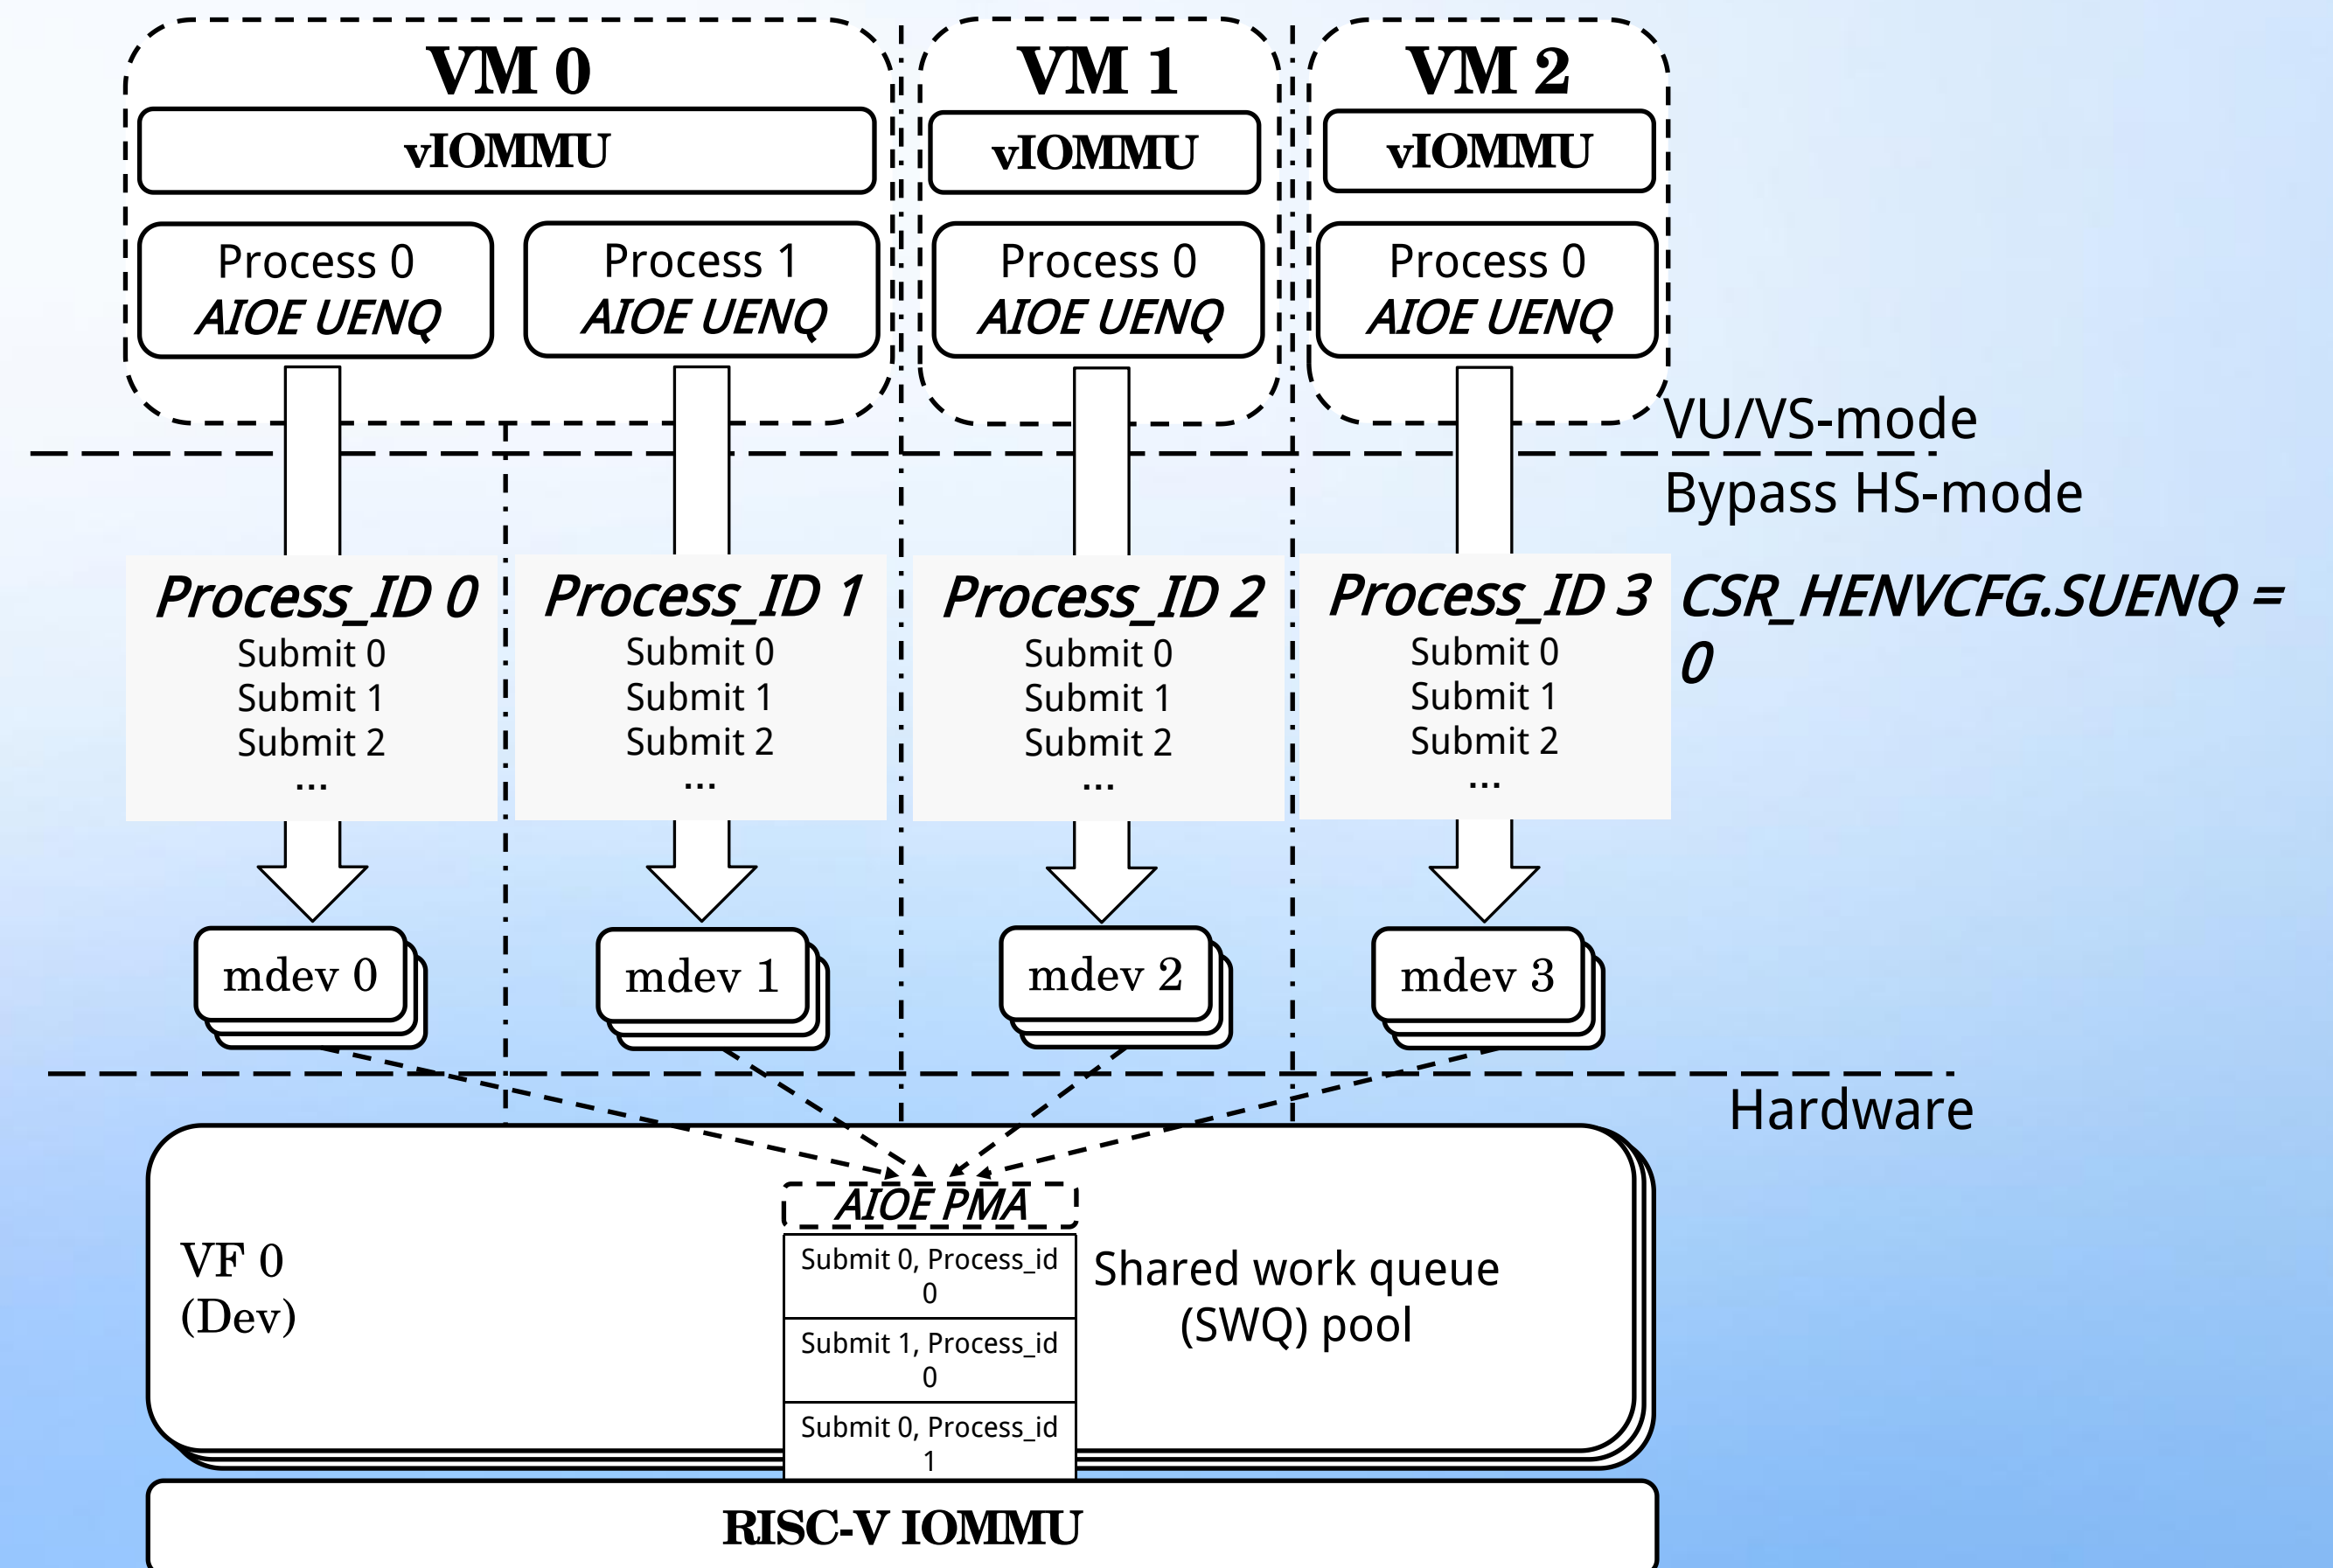 VM 0
VM 1
VM 2
vIOMMU
vIOMMU
vIOMMU
Process 0
AIOE UENQ
Process 1
AIOE UENQ
Process 0
AIOE UENQ
Process 0
AIOE UENQ
VU/VS-mode
Bypass HS-mode
Process_ID 0
Submit 0
Submit 1
Submit 2
...
Process_ID 1
Submit 0
Submit 1
Submit 2
...
Process_ID 2
Submit 0
Submit 1
Submit 2
...
Process_ID 3
Submit 0
Submit 1
Submit 2
...
CSR_HENVCFG.SUENQ =
0
mdev 0
mdev 1
mdev 2
mdev 3
Hardware
AIOE PMA
VF 0
(Dev)
Submit 0, Process_id
0
Submit 1, Process_id
0
Submit 0, Process_id
1
Shared work queue
(SWQ) pool
RISC-V IOMMU